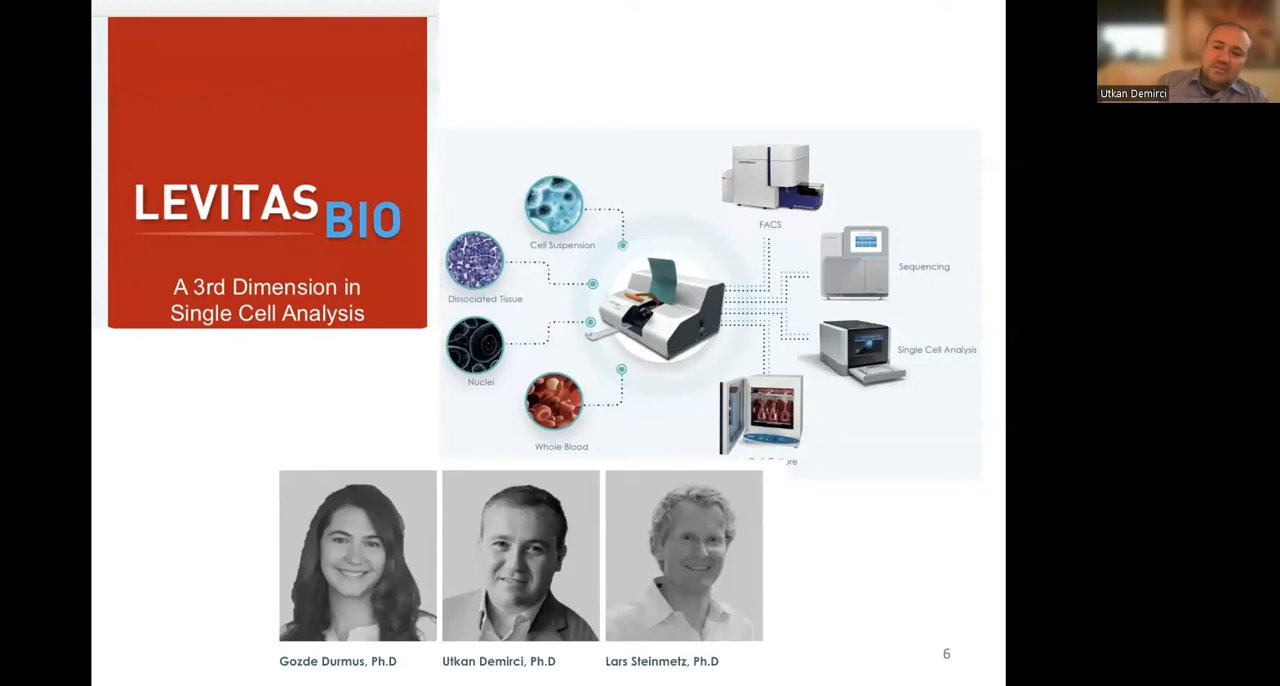 LEVITAS
BIO
A 3rd Dimension in
Single Cell Analysis
Cell Suspension
Dissociated Tissue
Nuclei
Whole Blood
FACS
Sequencing
Single Cell Analysis
Gozde Durmus, Ph.D
Utkan Demirci, Ph.D
Lars Steinmetz, Ph.D
6
Utkan Demirci